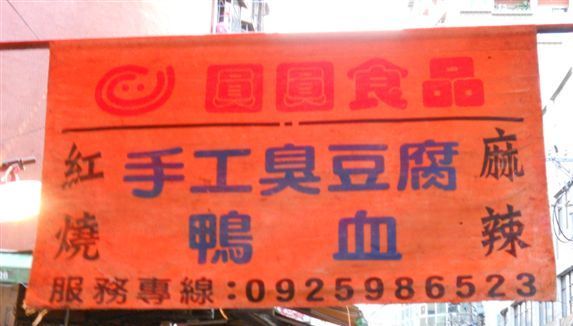 圓圓食品
紅燒 手工臭豆腐 麻辣
鴨血
服務專線:0925986523